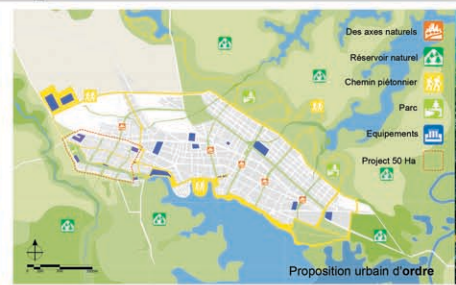 Des axes naturels
Réservoir naturel
Chemin piétonnier
Parc
Equipements
Project 50 Ha
Proposition urbain d'ordre